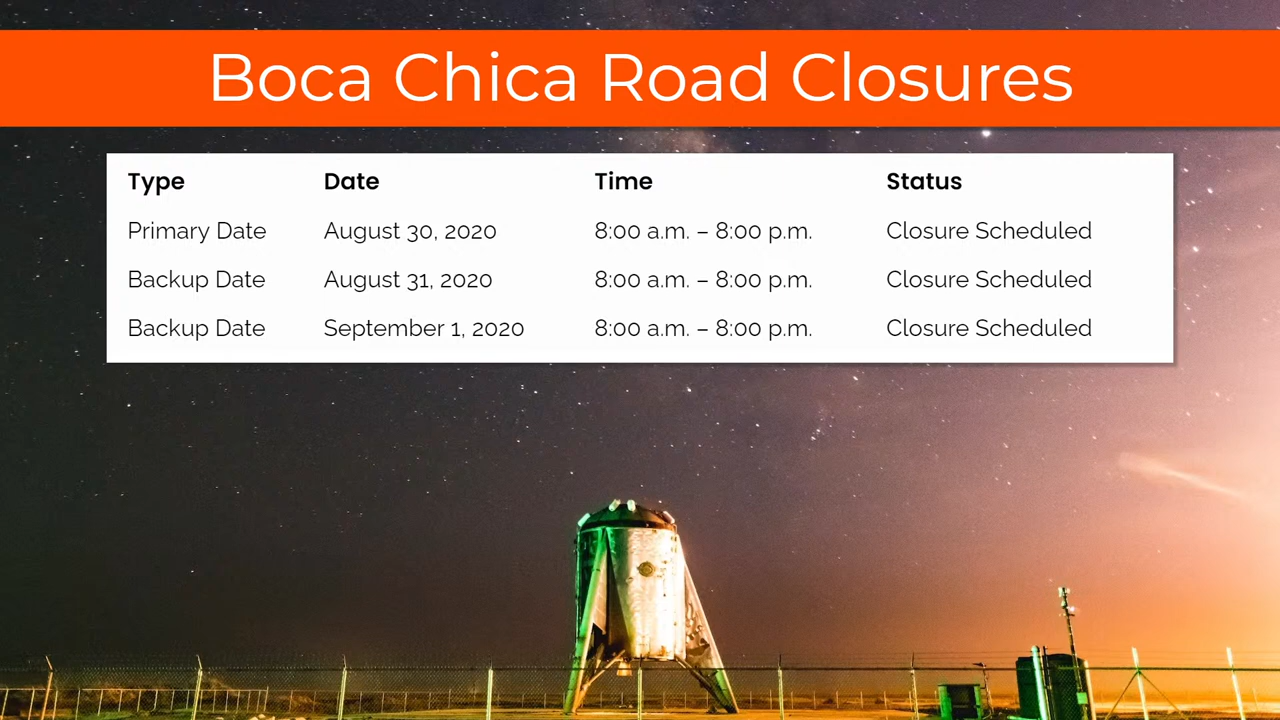 Boca Chica Road Closures
Type Date Time Status
Primary Date August 30, 2020 8:00 a.m. – 8:00 p.m. Closure Scheduled
Backup Date August 31, 2020 8:00 a.m. – 8:00 p.m. Closure Scheduled
Backup Date September 1, 2020 8:00 a.m. – 8:00 p.m. Closure Scheduled